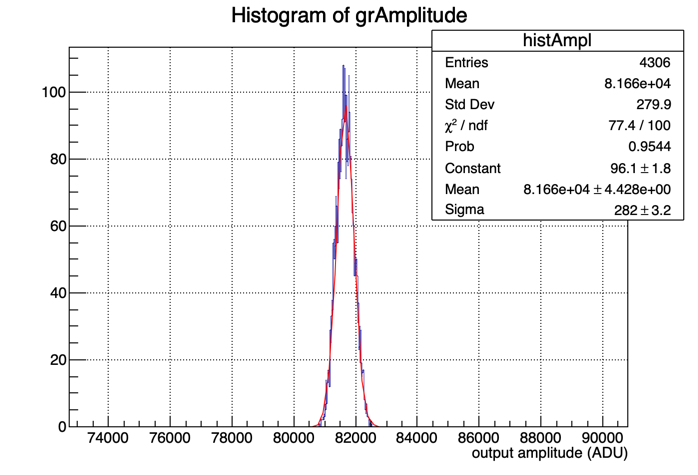 Histogram of grAmplitude
histAmpl
Entries 4306
Mean 8.166e+04
Std Dev 279.9
χ² / ndf 77.4 / 100
Prob 0.9544
Constant 96.1 ± 1.8
Mean 8.166e+04 ± 4.428e+00
Sigma 282 ± 3.2
100
80
60
40
20
0
74000 76000 78000 80000 82000 84000 86000 88000 90000
output amplitude (ADU)